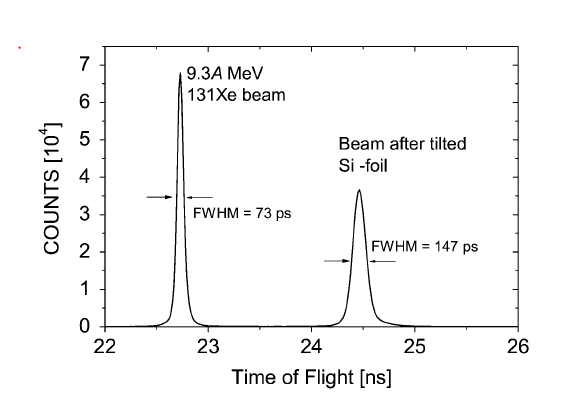 9.3A MeV
131Xe beam
Beam after tilted
Si -foil
FWHM = 73 ps
FWHM = 147 ps
COUNTS [10⁴]
7
6
5
4
3
2
1
0
22
23
24
25
26
Time of Flight [ns]